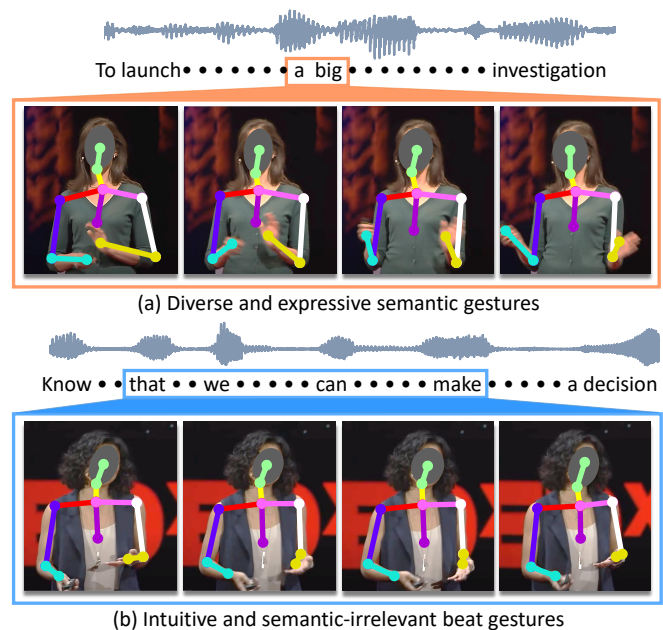 To launch • • • • • • • a big • • • • • • • • • investigation
(a) Diverse and expressive semantic gestures
Know • • that • • we • • • • • can • • • • • make • • • • • a decision
(b) Intuitive and semantic-irrelevant beat gestures